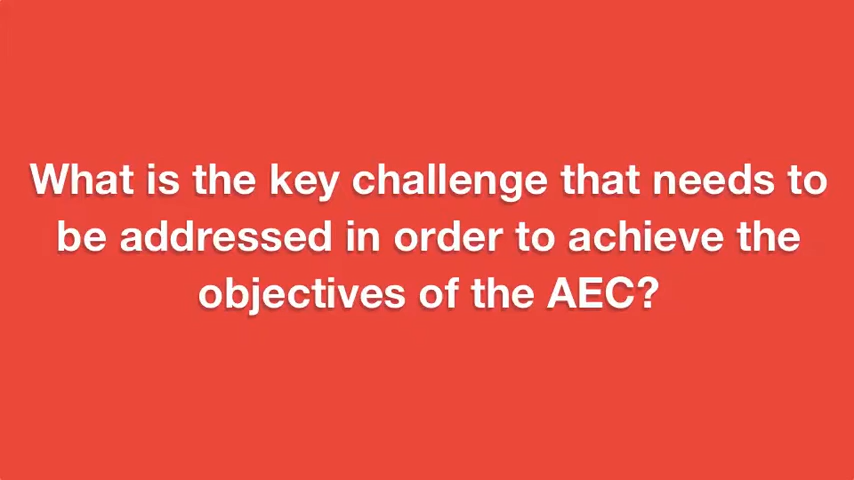 What is the key challenge that needs to
be addressed in order to achieve the
objectives of the AEC?